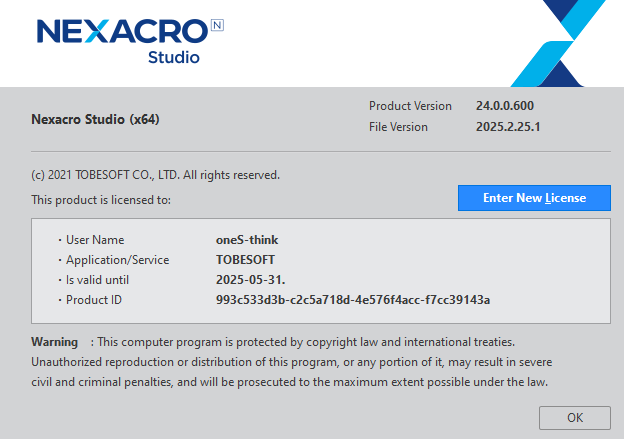 NEXACRO N
Studio
Nexacro Studio (x64)
Product Version 24.0.0.600
File Version 2025.2.25.1
(c) 2021 TOBESOFT CO., LTD. All rights reserved.
This product is licensed to:
Enter New License
· User Name oneS-think
· Application/Service TOBESOFT
· Is valid until 2025-05-31.
· Product ID 993c533d3b-c2c5a718d-4e576f4acc-f7cc39143a
Warning : This computer program is protected by copyright law and international treaties.
Unauthorized reproduction or distribution of this program, or any portion of it, may result in severe
civil and criminal penalties, and will be prosecuted to the maximum extent possible under the law.
OK